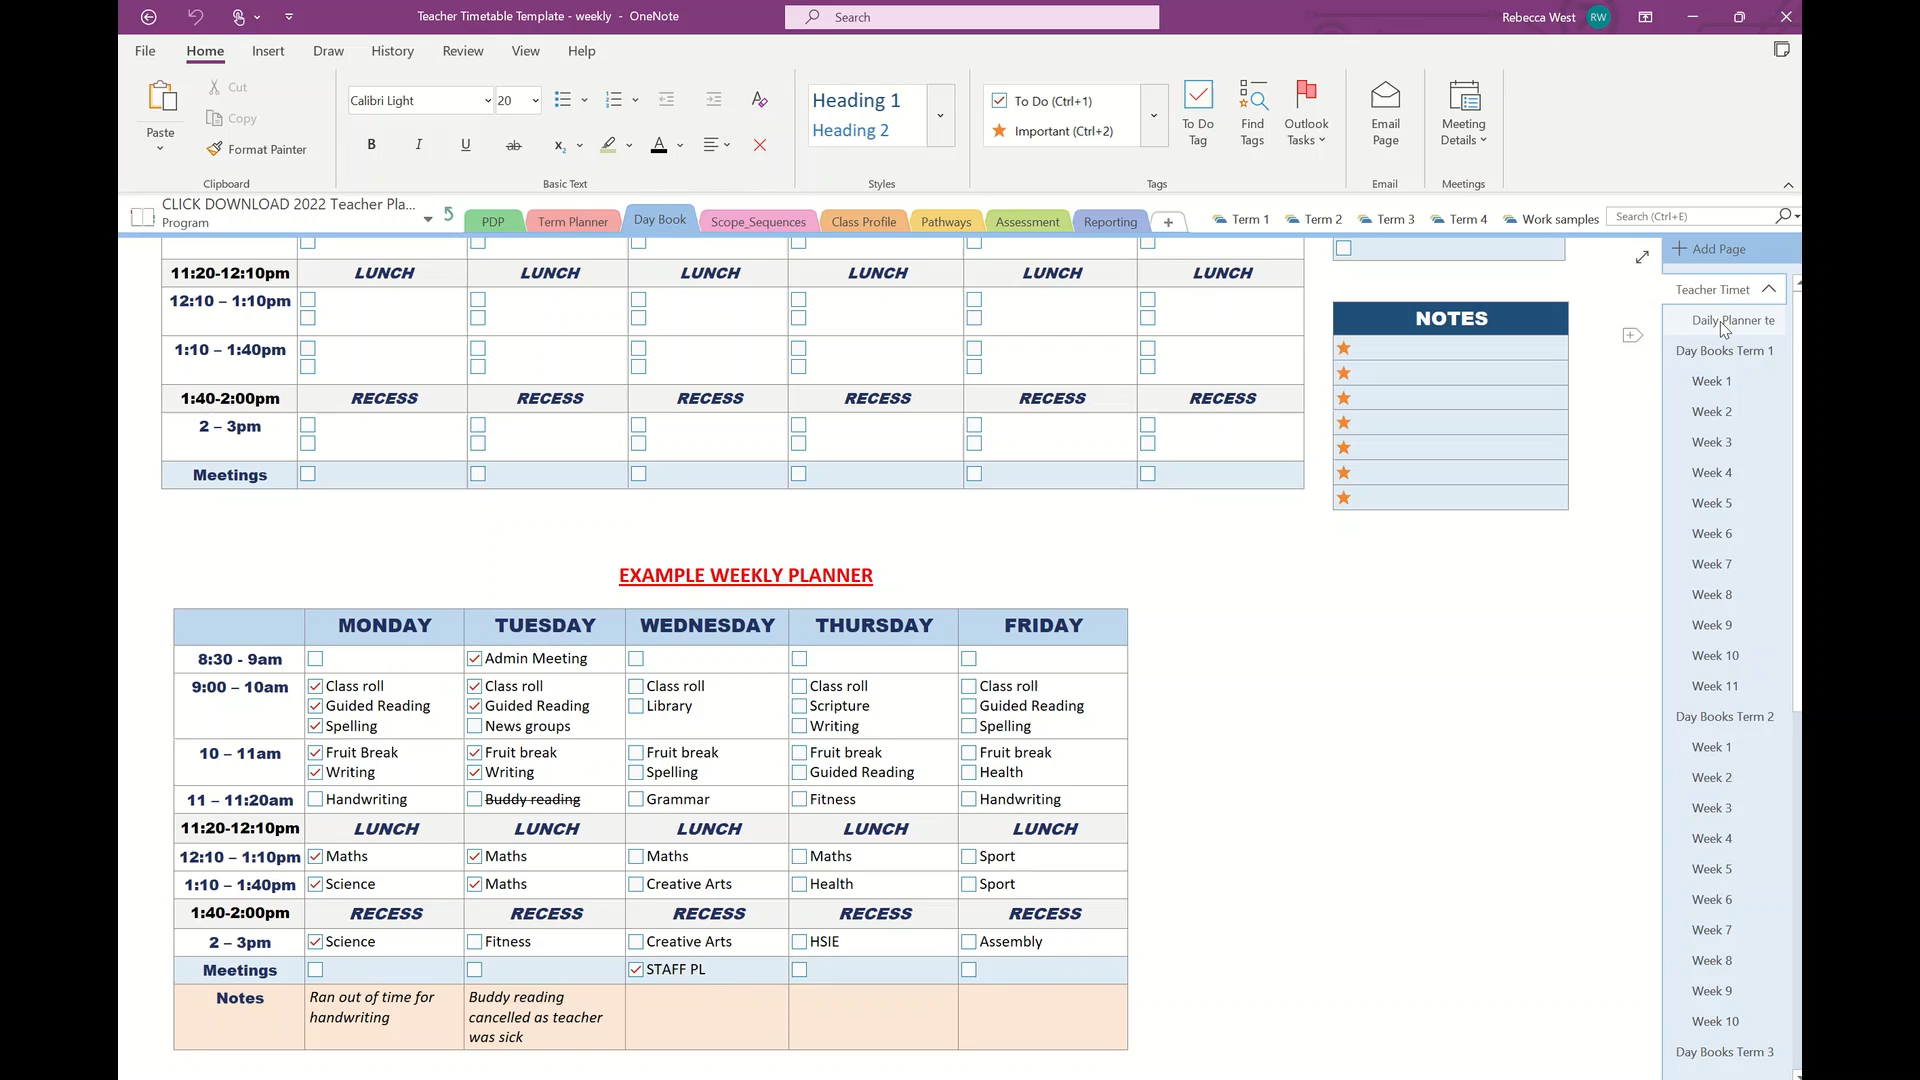 Teacher Timetable Template - weekly - OneNote
Search
Rebecca West
RW
File Home Insert Draw History Review View Help
Paste
Cut
Copy
Format Painter
Clipboard
Calibri Light 20
B I U ab x₂ A
Basic Text
Heading 1
Heading 2
Styles
To Do (Ctrl+1)
Important (Ctrl+2)
To Do Tag
Find Tags
Outlook Tasks
Tags
Email Page
Email
Meeting Details
Meetings
CLICK DOWNLOAD 2022 Teacher Pla...
Program
PDP Term Planner Day Book Scope_Sequences Class Profile Pathways Assessment Reporting
Term 1 Term 2 Term 3 Term 4 Work samples
Search (Ctrl+E)
11:20-12:10pm LUNCH LUNCH LUNCH LUNCH LUNCH LUNCH
12:10 – 1:10pm
1:10 – 1:40pm
1:40-2:00pm RECESS RECESS RECESS RECESS RECESS RECESS
2 – 3pm
Meetings
NOTES
EXAMPLE WEEKLY PLANNER
MONDAY TUESDAY WEDNESDAY THURSDAY FRIDAY
8:30 - 9am Admin Meeting
9:00 – 10am Class roll Class roll Class roll Class roll Class roll
Guided Reading Guided Reading Library Scripture Guided Reading
Spelling News groups Writing Spelling
10 – 11am Fruit Break Fruit break Fruit break Fruit break Fruit break
Writing Writing Spelling Guided Reading Health
11 – 11:20am Handwriting Buddy reading Grammar Fitness Handwriting
11:20-12:10pm LUNCH LUNCH LUNCH LUNCH LUNCH
12:10 – 1:10pm Maths Maths Maths Maths Sport
1:10 – 1:40pm Science Maths Creative Arts Health Sport
1:40-2:00pm RECESS RECESS RECESS RECESS RECESS
2 – 3pm Science Fitness Creative Arts HSIE Assembly
Meetings STAFF PL
Notes Ran out of time for Buddy reading
handwriting cancelled as teacher
was sick
Add Page
Teacher Timet
Daily Planner te
Day Books Term 1
Week 1
Week 2
Week 3
Week 4
Week 5
Week 6
Week 7
Week 8
Week 9
Week 10
Week 11
Day Books Term 2
Week 1
Week 2
Week 3
Week 4
Week 5
Week 6
Week 7
Week 8
Week 9
Week 10
Day Books Term 3